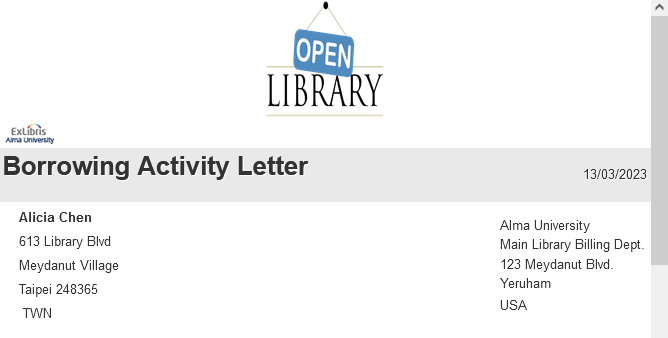 OPEN
LIBRARY
ExLibris
Alma University
Borrowing Activity Letter
13/03/2023
Alicia Chen
613 Library Blvd
Meydanut Village
Taipei 248365
TWN
Alma University
Main Library Billing Dept.
123 Meydanut Blvd.
Yeruham
USA